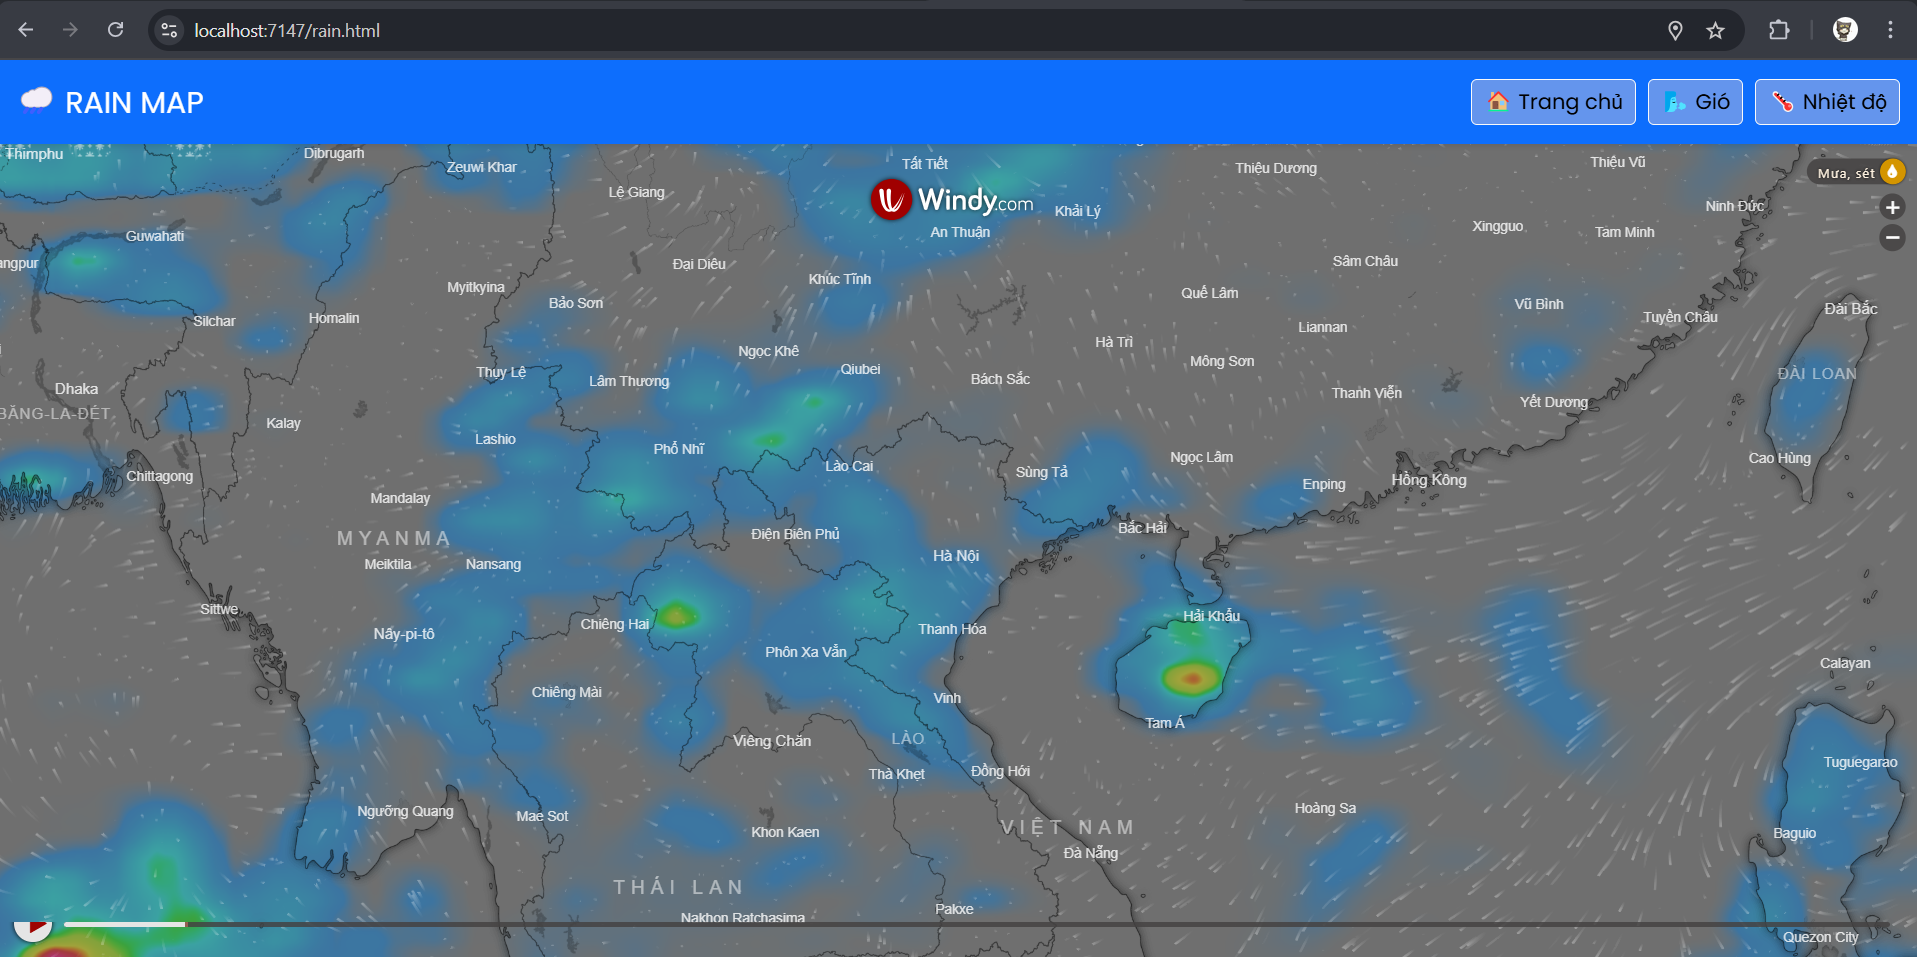 localhost:7147/rain.html
RAIN MAP
Trang chủ
Gió
Nhiệt độ
Thimphu
Dibrugarh
Zeuwi Khar
Tất Tiết
Thiệu Dương
Thiệu Vũ
Mưa, sét
Lệ Giang
Windy.com
Khải Lý
Ninh Đức
Guwahati
An Thuận
Xingguo
Tam Minh
angpur
Đại Diêu
Khúc Tĩnh
Sâm Châu
Myitkyina
Bảo Sơn
Quế Lâm
Vũ Bình
Đài Bắc
Silchar
Homalin
Liannan
Tuyền Châu
Ngọc Khê
Hà Trì
Mông Sơn
Thụy Lệ
Lâm Thương
Qiubei
Bách Sắc
ĐÀI LOAN
Dhaka
Thanh Viễn
Yết Dương
BĂNG-LA-ĐÉT
Kalay
Lashio
Phổ Nhĩ
Lào Cai
Sùng Tả
Ngọc Lâm
Cao Hùng
Chittagong
Enping
Hồng Kông
Mandalay
Bắc Hải
MYANMA
Điện Biên Phủ
Hà Nội
Meiktila
Nansang
Sittwe
Chiêng Hai
Hải Khẩu
Nây-pi-tô
Thanh Hóa
Phôn Xa Vẳn
Calayan
Chiêng Mài
Vinh
Tam Á
Viêng Chăn
LÀO
Thà Khẹt
Đồng Hới
Tuguegarao
Ngưỡng Quang
Mae Sot
Hoàng Sa
Khon Kaen
VIỆT NAM
Baguio
Đà Nẵng
THÁI LAN
Pakxe
Nakhon Ratchasima
Quezon City